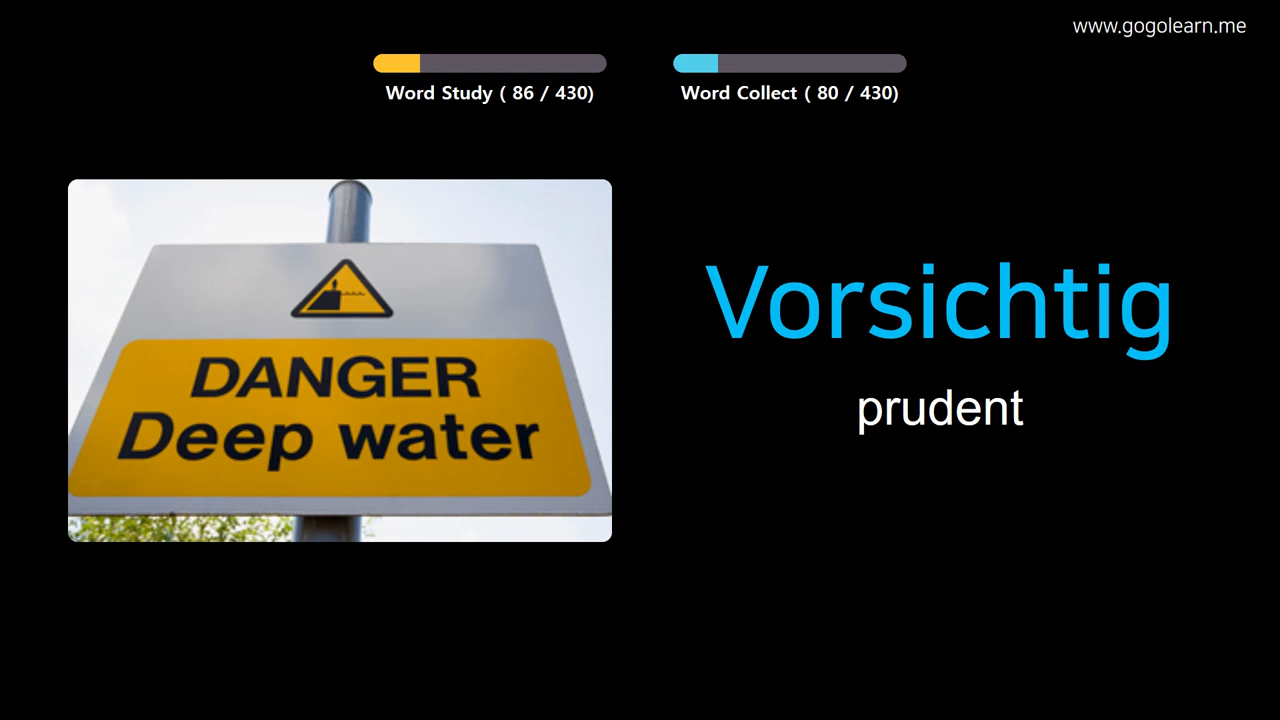 www.gogolearn.me
Word Study ( 86 / 430)
Word Collect ( 80 / 430)
DANGER
Deep water
Vorsichtig
prudent